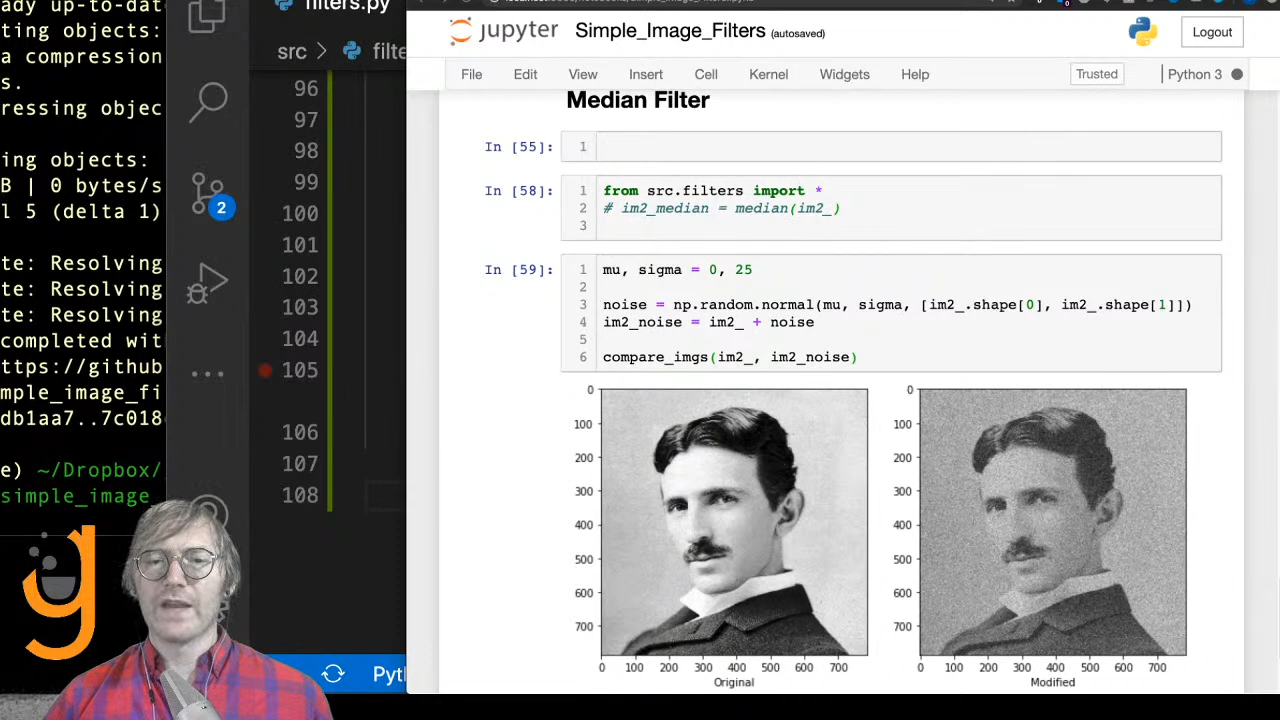 ady up-to-date
ting objects:
a compression
s.
ressing objec
ing objects:
B | 0 bytes/s
l 5 (delta 1)
te: Resolving
te: Resolving
te: Resolving
completed wit
ttps://github
mple_image_fi
db1aa7..7c018
e) ~/Dropbox/
simple_image_
2
filters.py
src > filte
96
97
98
99
100
101
102
103
104
105
106
107
108
Pyt
jupyter Simple_Image_Filters (autosaved)
Logout
File Edit View Insert Cell Kernel Widgets Help
Trusted | Python 3
Median Filter
In [55]: 1
In [58]: 1 from src.filters import *
2 # im2_median = median(im2_)
3
In [59]: 1 mu, sigma = 0, 25
2
3 noise = np.random.normal(mu, sigma, [im2_.shape[0], im2_.shape[1]])
4 im2_noise = im2_ + noise
5
6 compare_imgs(im2_, im2_noise)
0
100
200
300
400
500
600
700
0 100 200 300 400 500 600 700
Original
0
100
200
300
400
500
600
700
0 100 200 300 400 500 600 700
Modified